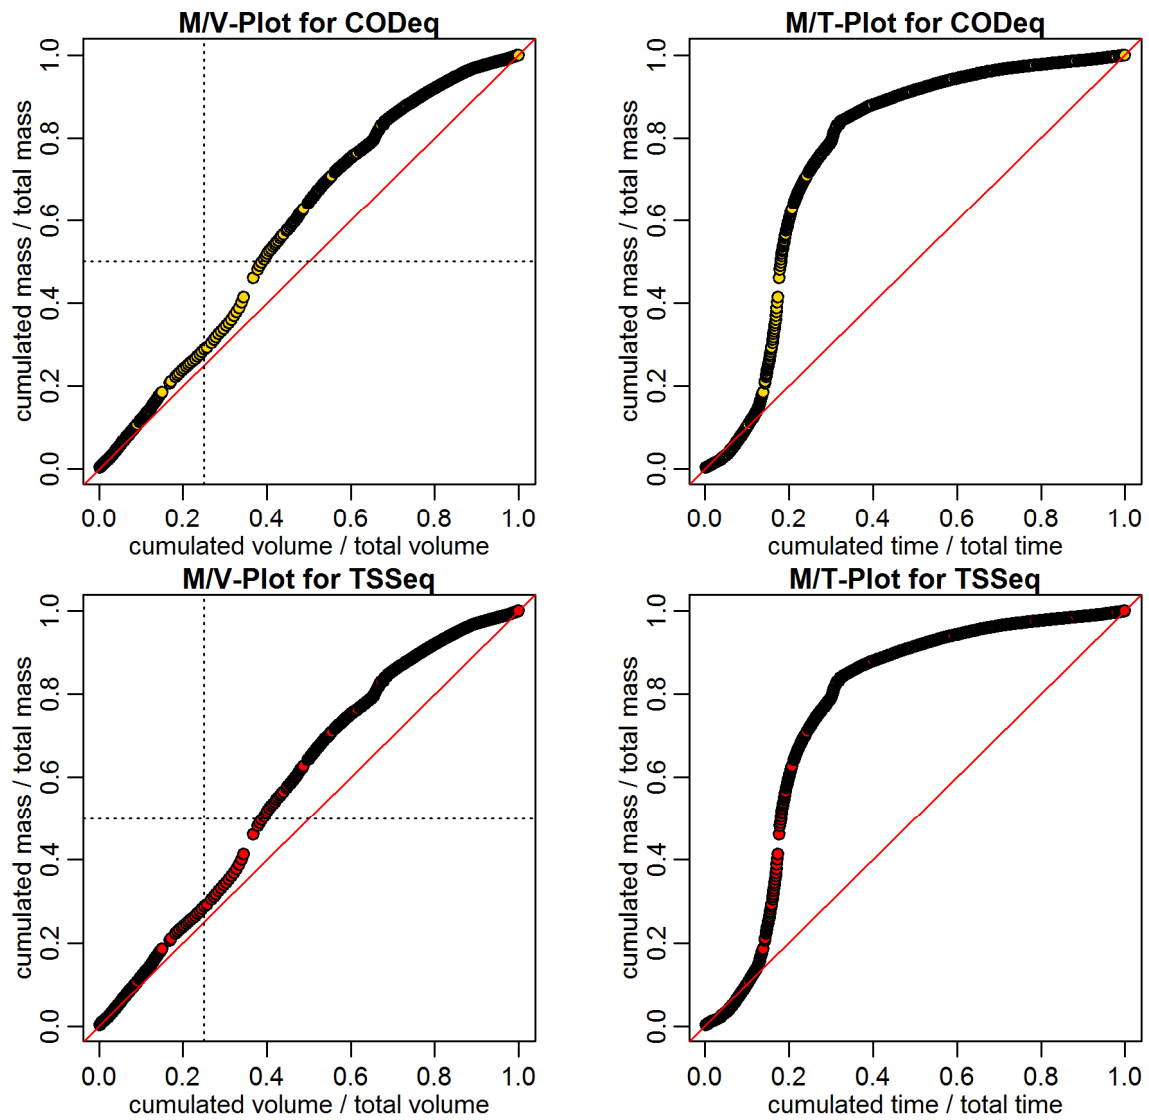 M/V-Plot for CODeq
cumulated mass / total mass
0.0 0.2 0.4 0.6 0.8 1.0
0.0 0.2 0.4 0.6 0.8 1.0
cumulated volume / total volume
M/T-Plot for CODeq
cumulated mass / total mass
0.0 0.2 0.4 0.6 0.8 1.0
0.0 0.2 0.4 0.6 0.8 1.0
cumulated time / total time
M/V-Plot for TSSeq
cumulated mass / total mass
0.0 0.2 0.4 0.6 0.8 1.0
0.0 0.2 0.4 0.6 0.8 1.0
cumulated volume / total volume
M/T-Plot for TSSeq
cumulated mass / total mass
0.0 0.2 0.4 0.6 0.8 1.0
0.0 0.2 0.4 0.6 0.8 1.0
cumulated time / total time